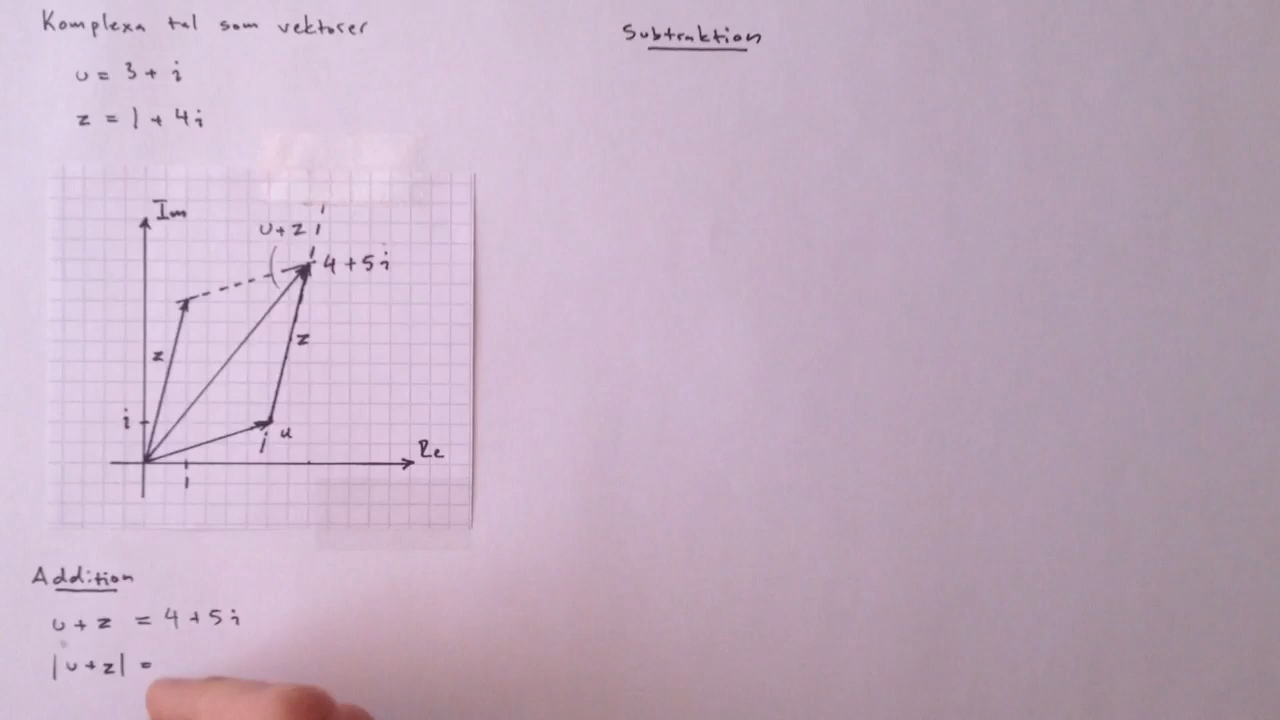 Komplexa tal som vektorer
u = 3 + i
z = 1 + 4i
Im
u+z
4+5i
z
z
i
u
Re
1
Addition
u+z = 4+5i
|u+z| =
Subtraktion